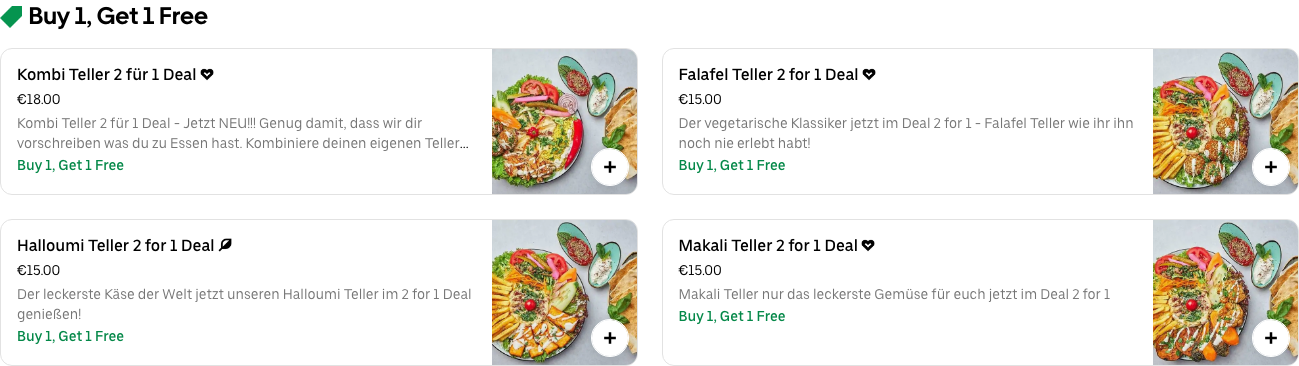 Buy 1, Get 1 Free
Kombi Teller 2 für 1 Deal
€18.00
Kombi Teller 2 für 1 Deal - Jetzt NEU!!! Genug damit, dass wir dir
vorschreiben was du zu Essen hast. Kombiniere deinen eigenen Teller...
Buy 1, Get 1 Free
Falafel Teller 2 for 1 Deal
€15.00
Der vegetarische Klassiker jetzt im Deal 2 for 1 - Falafel Teller wie ihr ihn
noch nie erlebt habt!
Buy 1, Get 1 Free
Halloumi Teller 2 for 1 Deal
€15.00
Der leckerste Käse der Welt jetzt unseren Halloumi Teller im 2 for 1 Deal
genießen!
Buy 1, Get 1 Free
Makali Teller 2 for 1 Deal
€15.00
Makali Teller nur das leckerste Gemüse für euch jetzt im Deal 2 for 1
Buy 1, Get 1 Free